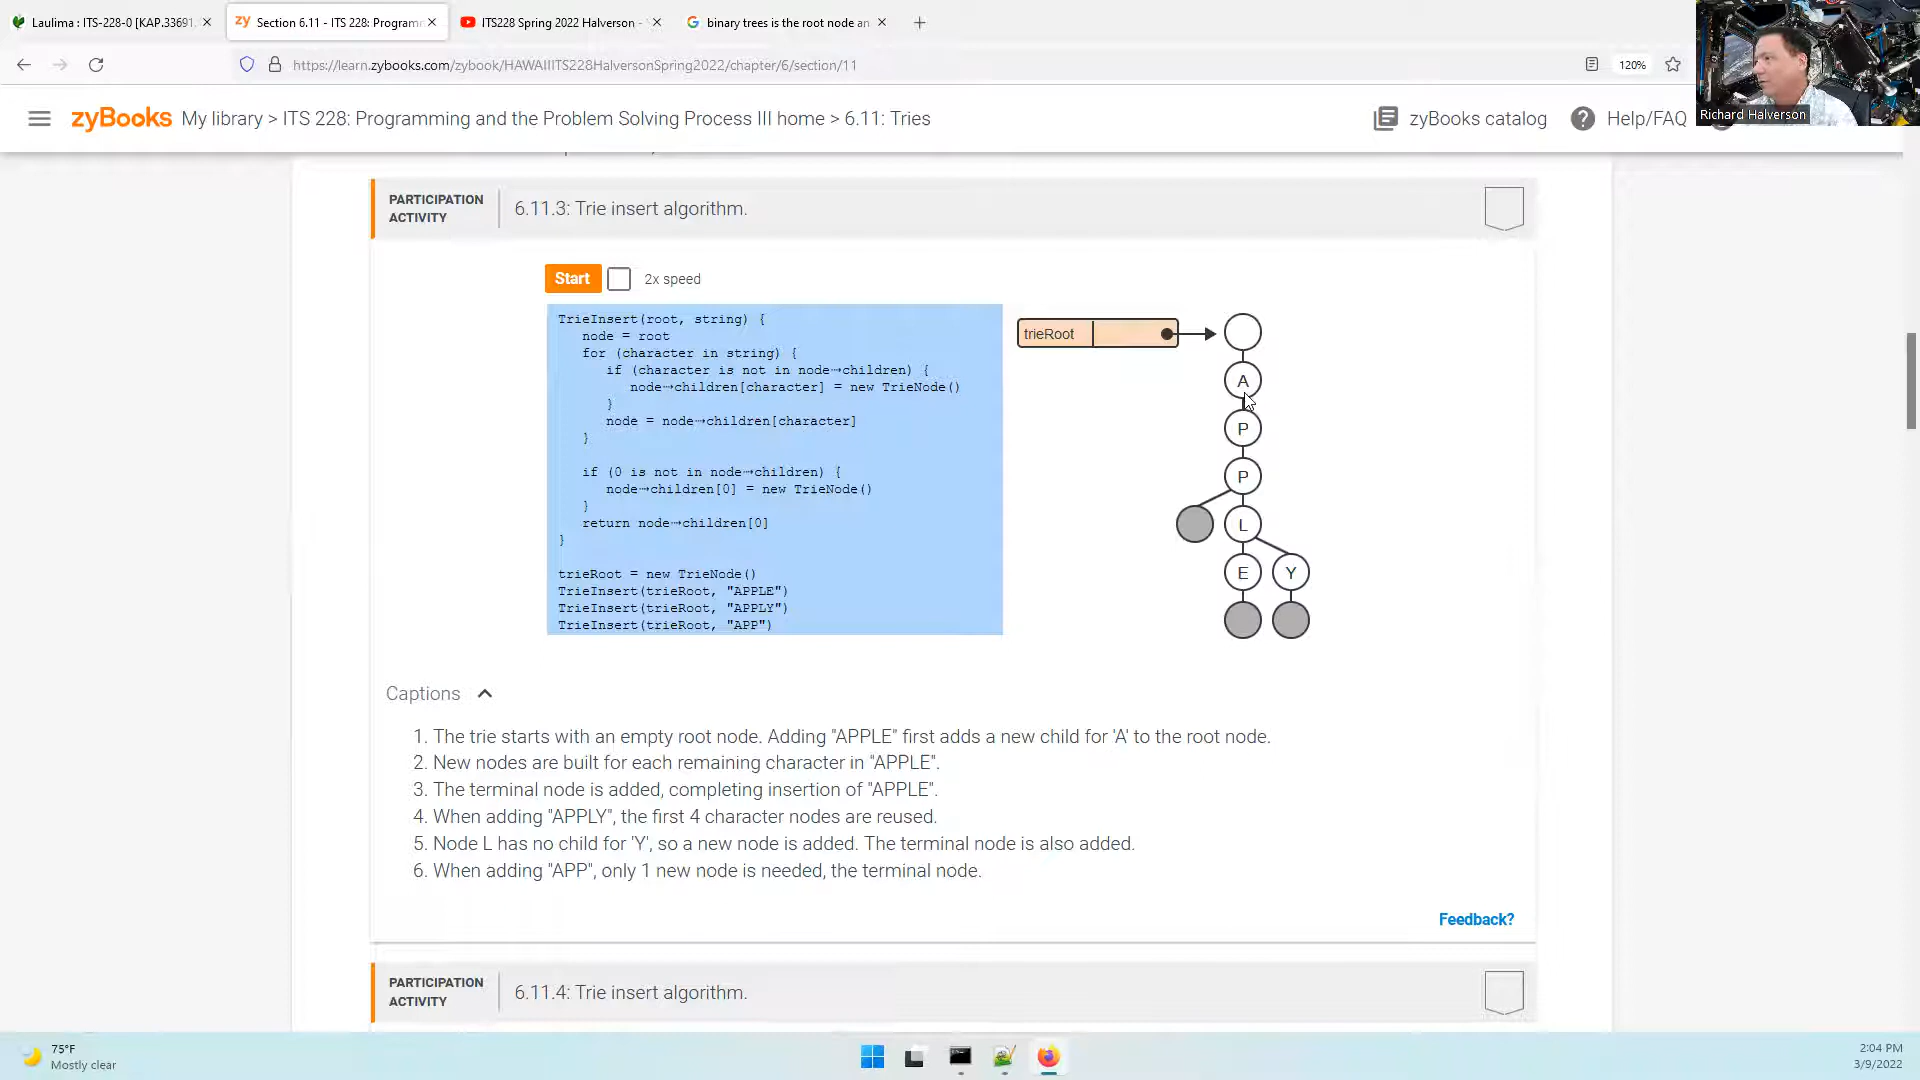 Laulima : ITS-228-0 [KAP.33691.
zy Section 6.11 - ITS 228: Program
ITS228 Spring 2022 Halverson -
binary trees is the root node an
https://learn.zybooks.com/zybook/HAWAIIITS228HalversonSpring2022/chapter/6/section/11
120%
Richard Halverson
zyBooks My library > ITS 228: Programming and the Problem Solving Process III home > 6.11: Tries
zyBooks catalog
Help/FAQ
PARTICIPATION
ACTIVITY
6.11.3: Trie insert algorithm.
Start
2x speed
TrieInsert(root, string) {
node = root
for (character in string) {
if (character is not in node→children) {
node→children[character] = new TrieNode()
}
node = node→children[character]
}
if (0 is not in node→children) {
node→children[0] = new TrieNode()
}
return node→children[0]
}
trieRoot = new TrieNode()
TrieInsert(trieRoot, "APPLE")
TrieInsert(trieRoot, "APPLY")
TrieInsert(trieRoot, "APP")
trieRoot
A
P
P
L
E Y
Captions
1. The trie starts with an empty root node. Adding "APPLE" first adds a new child for 'A' to the root node.
2. New nodes are built for each remaining character in "APPLE".
3. The terminal node is added, completing insertion of "APPLE".
4. When adding "APPLY", the first 4 character nodes are reused.
5. Node L has no child for 'Y', so a new node is added. The terminal node is also added.
6. When adding "APP", only 1 new node is needed, the terminal node.
Feedback?
PARTICIPATION
ACTIVITY
6.11.4: Trie insert algorithm.
75°F
Mostly clear
2:04 PM
3/9/2022